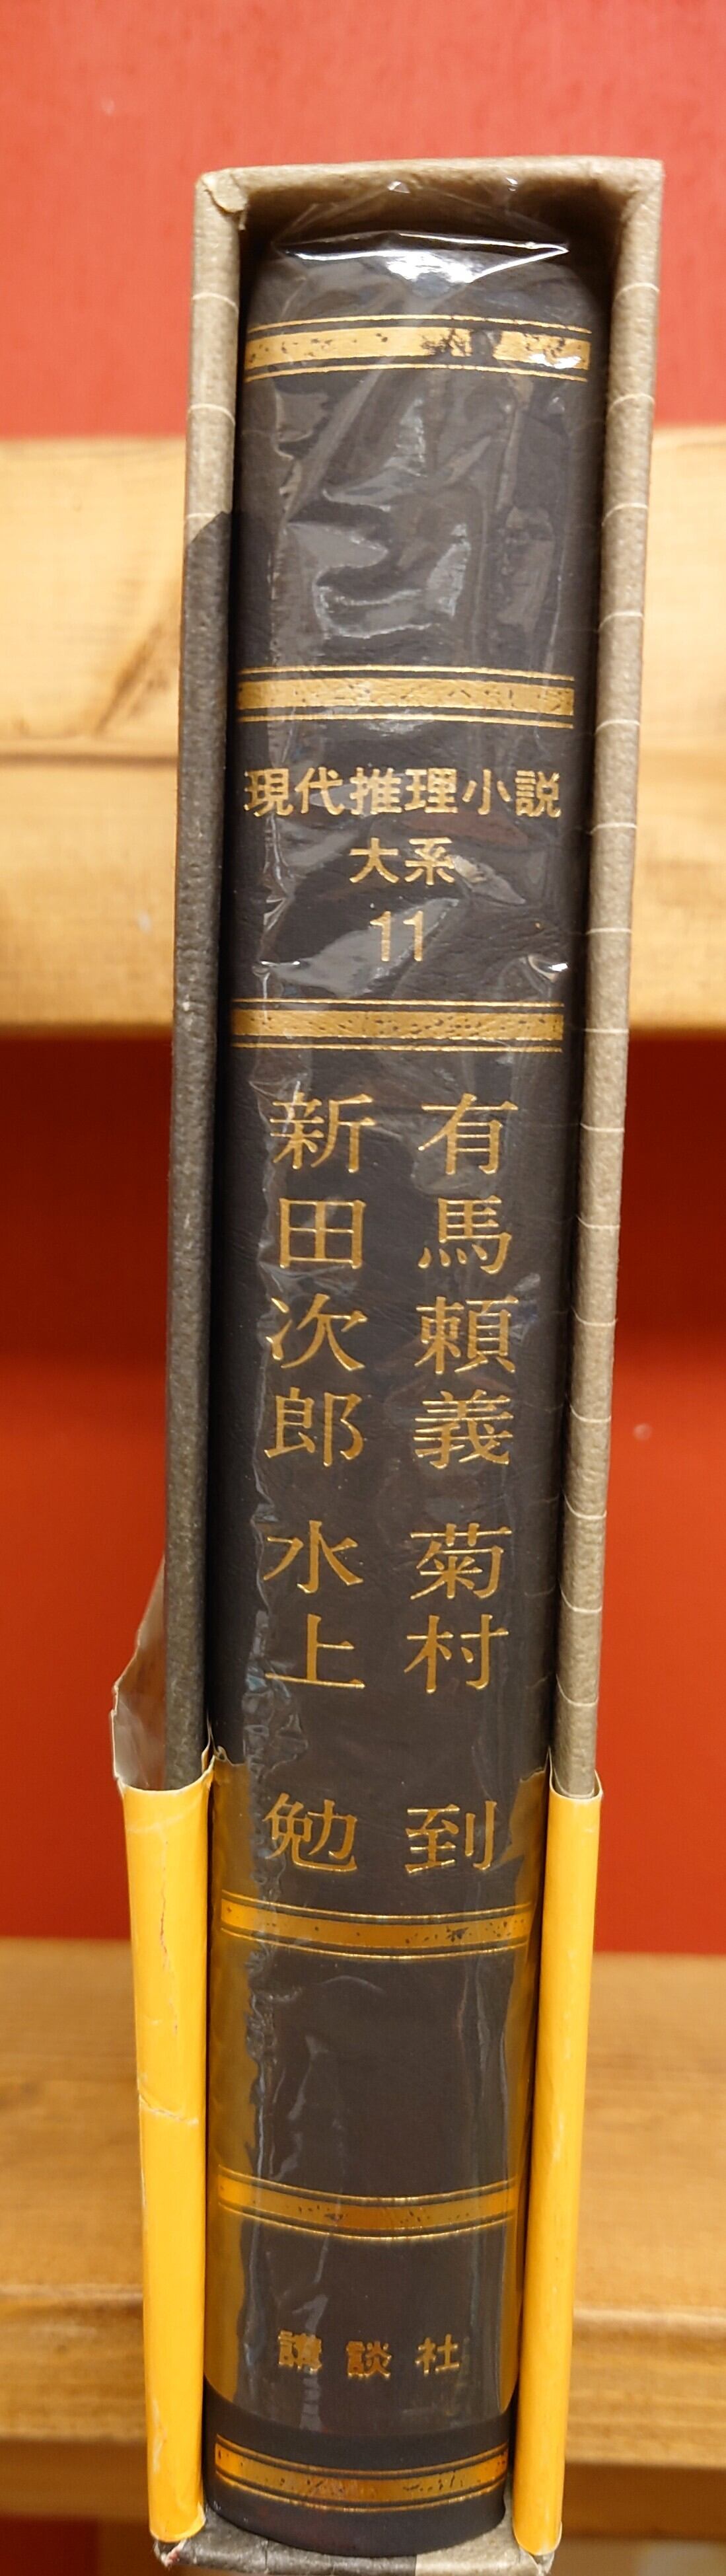 現代推理小説
大系
11
有馬頼義 菊村 到
新田次郎 水上 勉
講談社